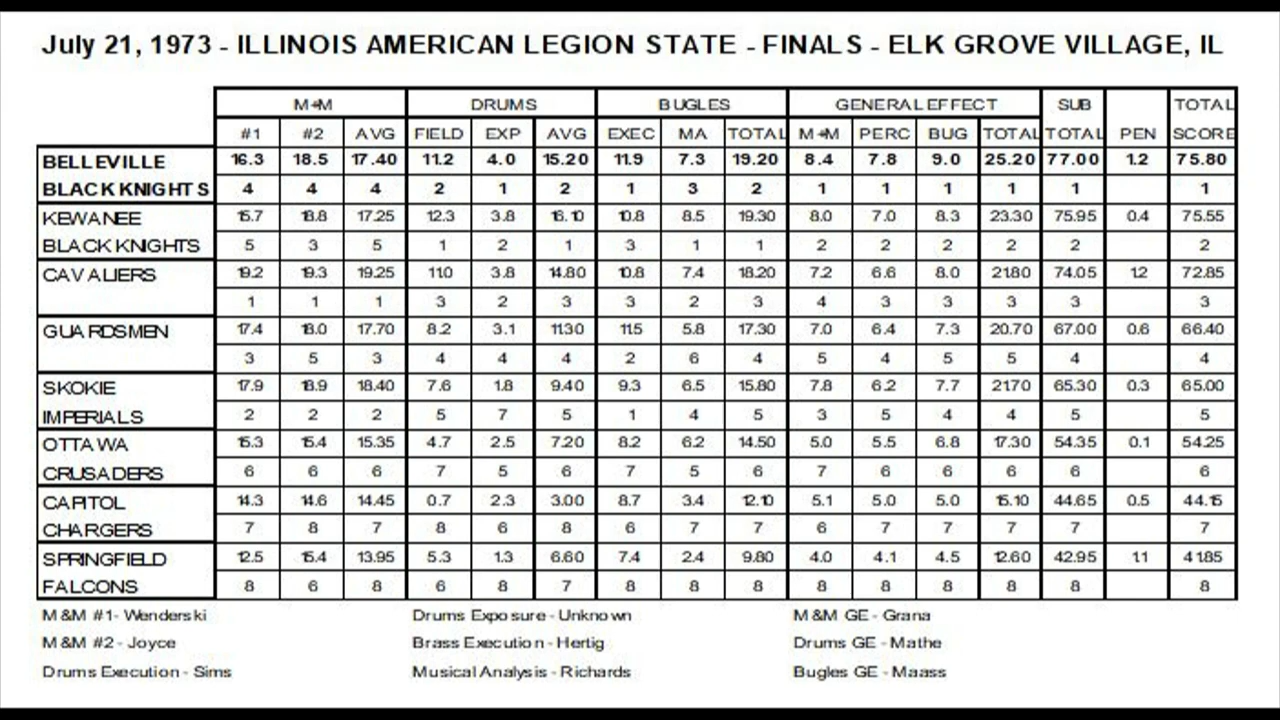 July 21, 1973 - ILLINOIS AMERICAN LEGION STATE - FINALS - ELK GROVE VILLAGE, IL
M+M DRUMS BUGLES GENERAL EFFECT SUB TOTAL
#1 #2 AVG FIELD EXP AVG EXEC MA TOTAL M+M PERC BUG TOTAL TOTAL PEN SCORE
BELLEVILLE 16.3 18.5 17.40 11.2 4.0 15.20 11.9 7.3 19.20 8.4 7.8 9.0 25.20 77.00 1.2 75.80
BLACK KNIGHTS 4 4 4 2 1 2 1 3 2 1 1 1 1 1 1
KEWANEE 15.7 18.8 17.25 12.3 3.8 16.10 10.8 8.5 19.30 8.0 7.0 8.3 23.30 75.95 0.4 75.55
BLACK KNIGHTS 5 3 5 1 2 1 3 1 1 2 2 2 2 2 2
CAVALIERS 19.2 19.3 19.25 11.0 3.8 14.80 10.8 7.4 18.20 7.2 6.6 8.0 21.80 74.05 1.2 72.85
1 1 1 3 2 3 3 2 3 4 3 3 3 3 3
GUARDSMEN 17.4 18.0 17.70 8.2 3.1 11.30 11.5 5.8 17.30 7.0 6.4 7.3 20.70 67.00 0.6 66.40
3 5 3 4 4 4 2 6 4 5 4 5 5 4 4
SKOKIE 17.9 18.9 18.40 7.6 1.8 9.40 9.3 6.5 15.80 7.8 6.2 7.7 21.70 65.30 0.3 65.00
IMPERIALS 2 2 2 5 7 5 1 4 5 3 5 4 4 5 5
OTTAWA 15.3 15.4 15.35 4.7 2.5 7.20 8.2 6.2 14.50 5.0 5.5 6.8 17.30 54.35 0.1 54.25
CRUSADERS 6 6 6 7 5 6 7 5 6 7 6 6 6 6 6
CAPITOL 14.3 14.6 14.45 0.7 2.3 3.00 8.7 3.4 12.10 5.1 5.0 5.0 15.10 44.65 0.5 44.15
CHARGERS 7 8 7 8 6 8 6 7 7 6 7 7 7 7 7
SPRINGFIELD 12.5 15.4 13.95 5.3 1.3 6.60 7.4 2.4 9.80 4.0 4.1 4.5 12.60 42.95 1.1 41.85
FALCONS 8 6 8 6 8 7 8 8 8 8 8 8 8 8 8
M&M #1- Wenderski Drums Exposure - Unknown M&M GE - Grana
M&M #2 - Joyce Brass Execution - Hertig Drums GE - Mathe
Drums Execution - Sims Musical Analysis - Richards Bugles GE - Maass